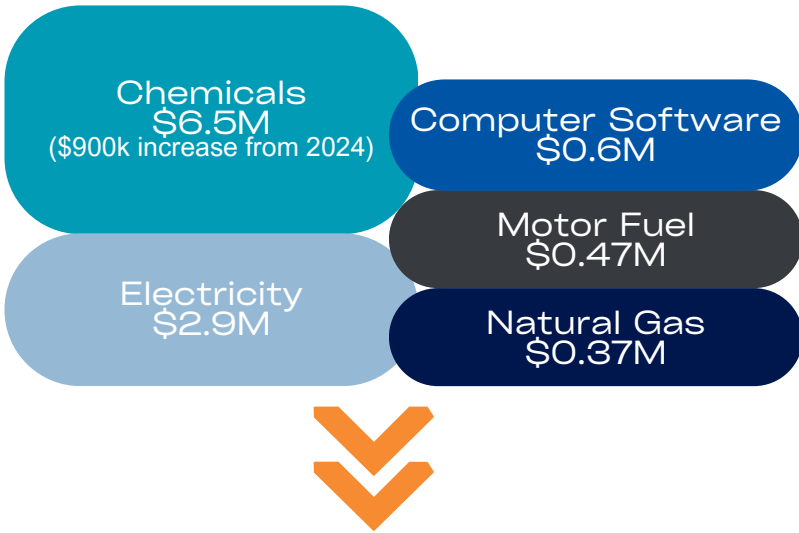 Chemicals
$6.5M
($900k increase from 2024)
Electricity
$2.9M
Computer Software
$0.6M
Motor Fuel
$0.47M
Natural Gas
$0.37M